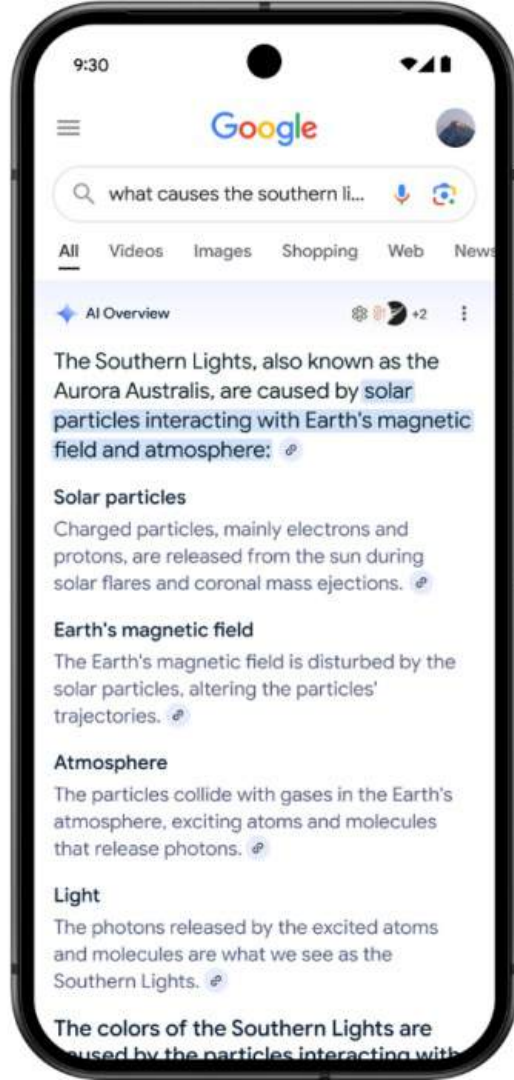 9:30
Google
what causes the southern li...
All Videos Images Shopping Web News
AI Overview +2
The Southern Lights, also known as the
Aurora Australis, are caused by solar
particles interacting with Earth's magnetic
field and atmosphere:
Solar particles
Charged particles, mainly electrons and
protons, are released from the sun during
solar flares and coronal mass ejections.
Earth's magnetic field
The Earth's magnetic field is disturbed by the
solar particles, altering the particles'
trajectories.
Atmosphere
The particles collide with gases in the Earth's
atmosphere, exciting atoms and molecules
that release photons.
Light
The photons released by the excited atoms
and molecules are what we see as the
Southern Lights.
The colors of the Southern Lights are
caused by the particles interacting with